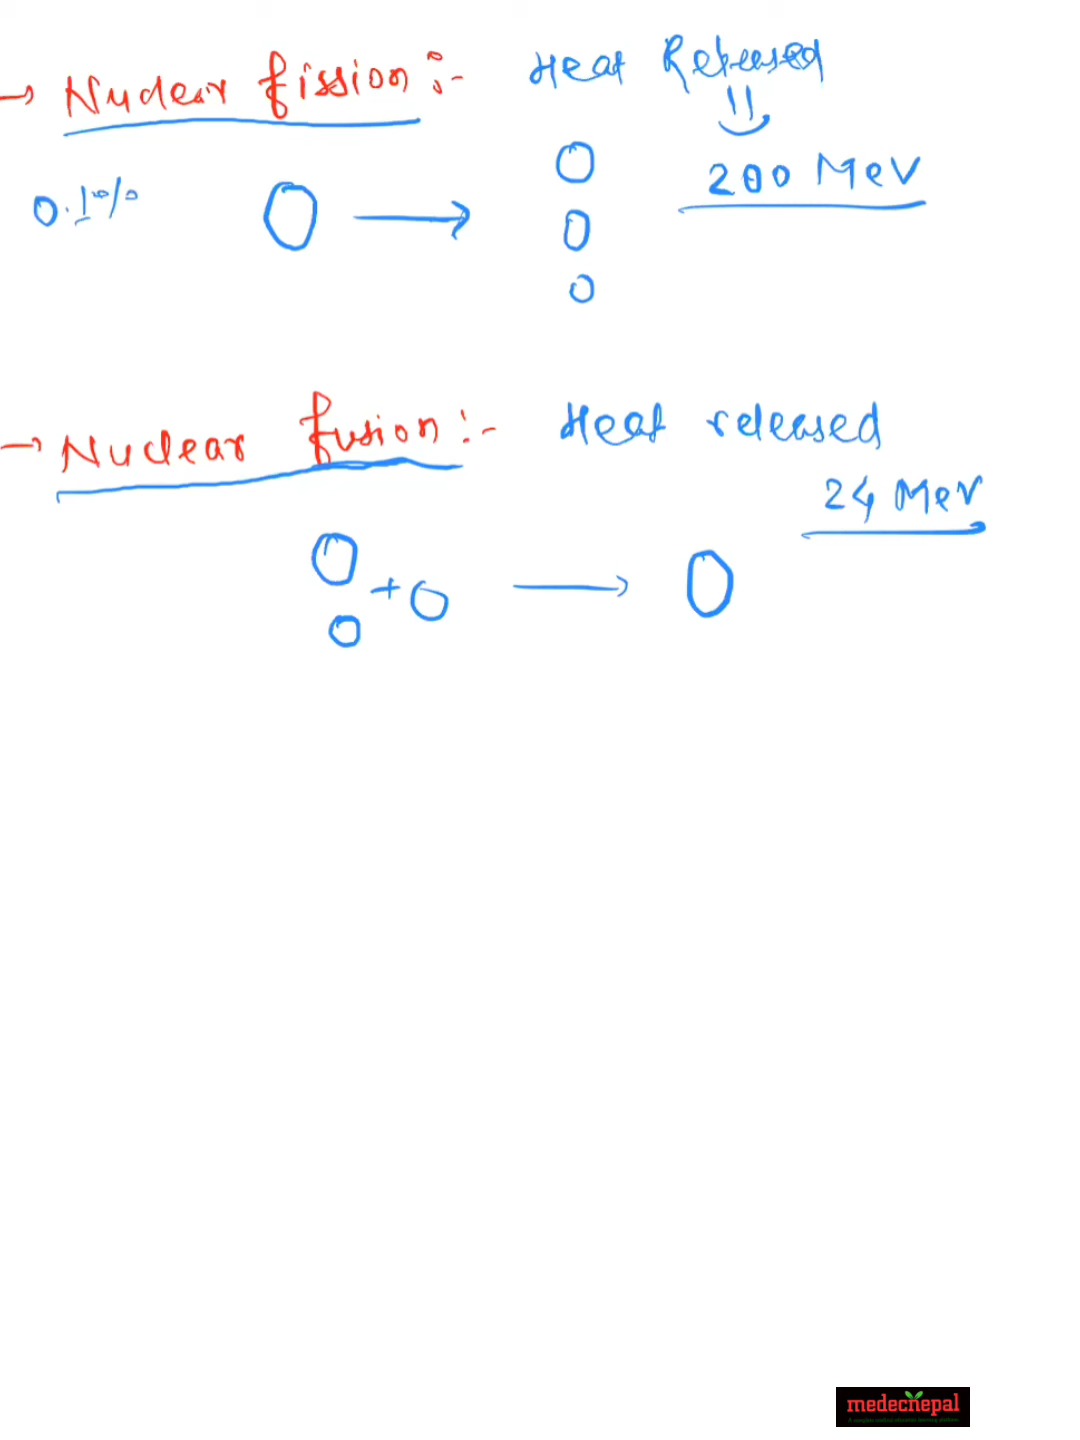 → Nuclear fission :- Heat Released
200 MeV
0.1%
→ Nuclear fusion :- Heat released
24 MeV
+
medecnepal